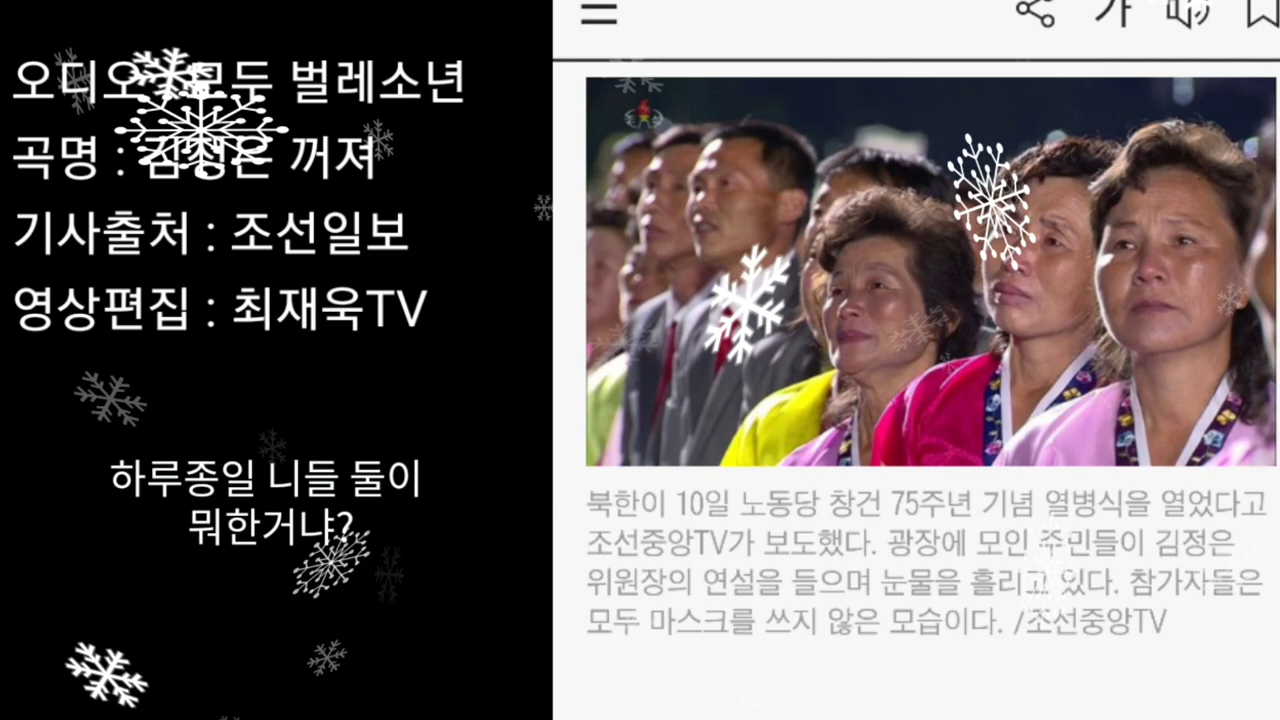 오디오 : 모두 벌레소년
곡명 : 김정은 꺼져
기사출처 : 조선일보
영상편집 : 최재욱TV
하루종일 니들 둘이
뭐한거냐?
가
북한이 10일 노동당 창건 75주년 기념 열병식을 열었다고
조선중앙TV가 보도했다. 광장에 모인 주민들이 김정은
위원장의 연설을 들으며 눈물을 흘리고 있다. 참가자들은
모두 마스크를 쓰지 않은 모습이다. /조선중앙TV